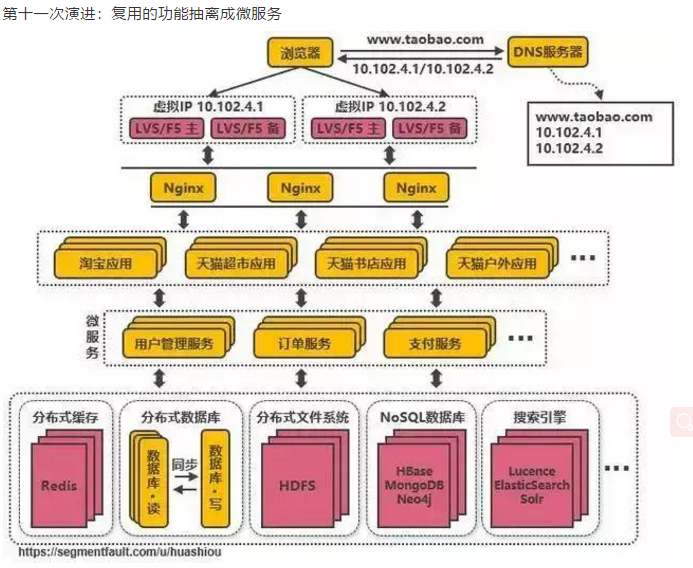 第十一次演进：复用的功能抽离成微服务
浏览器
www.taobao.com
10.102.4.1/10.102.4.2
DNS服务器
www.taobao.com
10.102.4.1
10.102.4.2
虚拟IP 10.102.4.1
LVS/F5 主
LVS/F5 备
虚拟IP 10.102.4.2
LVS/F5 主
LVS/F5 备
Nginx
Nginx
Nginx
淘宝应用
天猫超市应用
天猫书店应用
天猫户外应用
...
微服务
用户管理服务
订单服务
支付服务
...
分布式缓存
Redis
分布式数据库
数据库·读
同步
数据库·写
分布式文件系统
HDFS
NoSQL数据库
HBase
MongoDB
Neo4j
搜索引擎
Lucence
ElasticSearch
Solr
...
https://segmentfault.com/u/huashiou